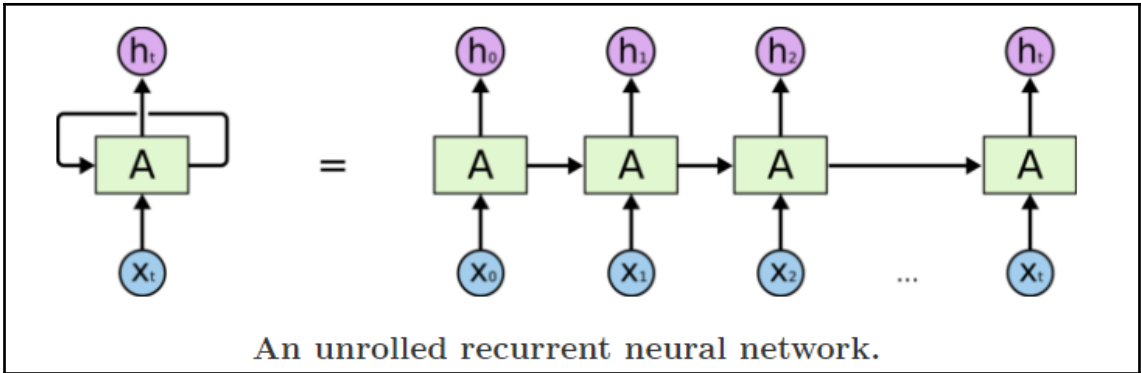 hₜ h₀ h₁ h₂ hₜ
A = A A A A
xₜ x₀ x₁ x₂ ... xₜ
An unrolled recurrent neural network.